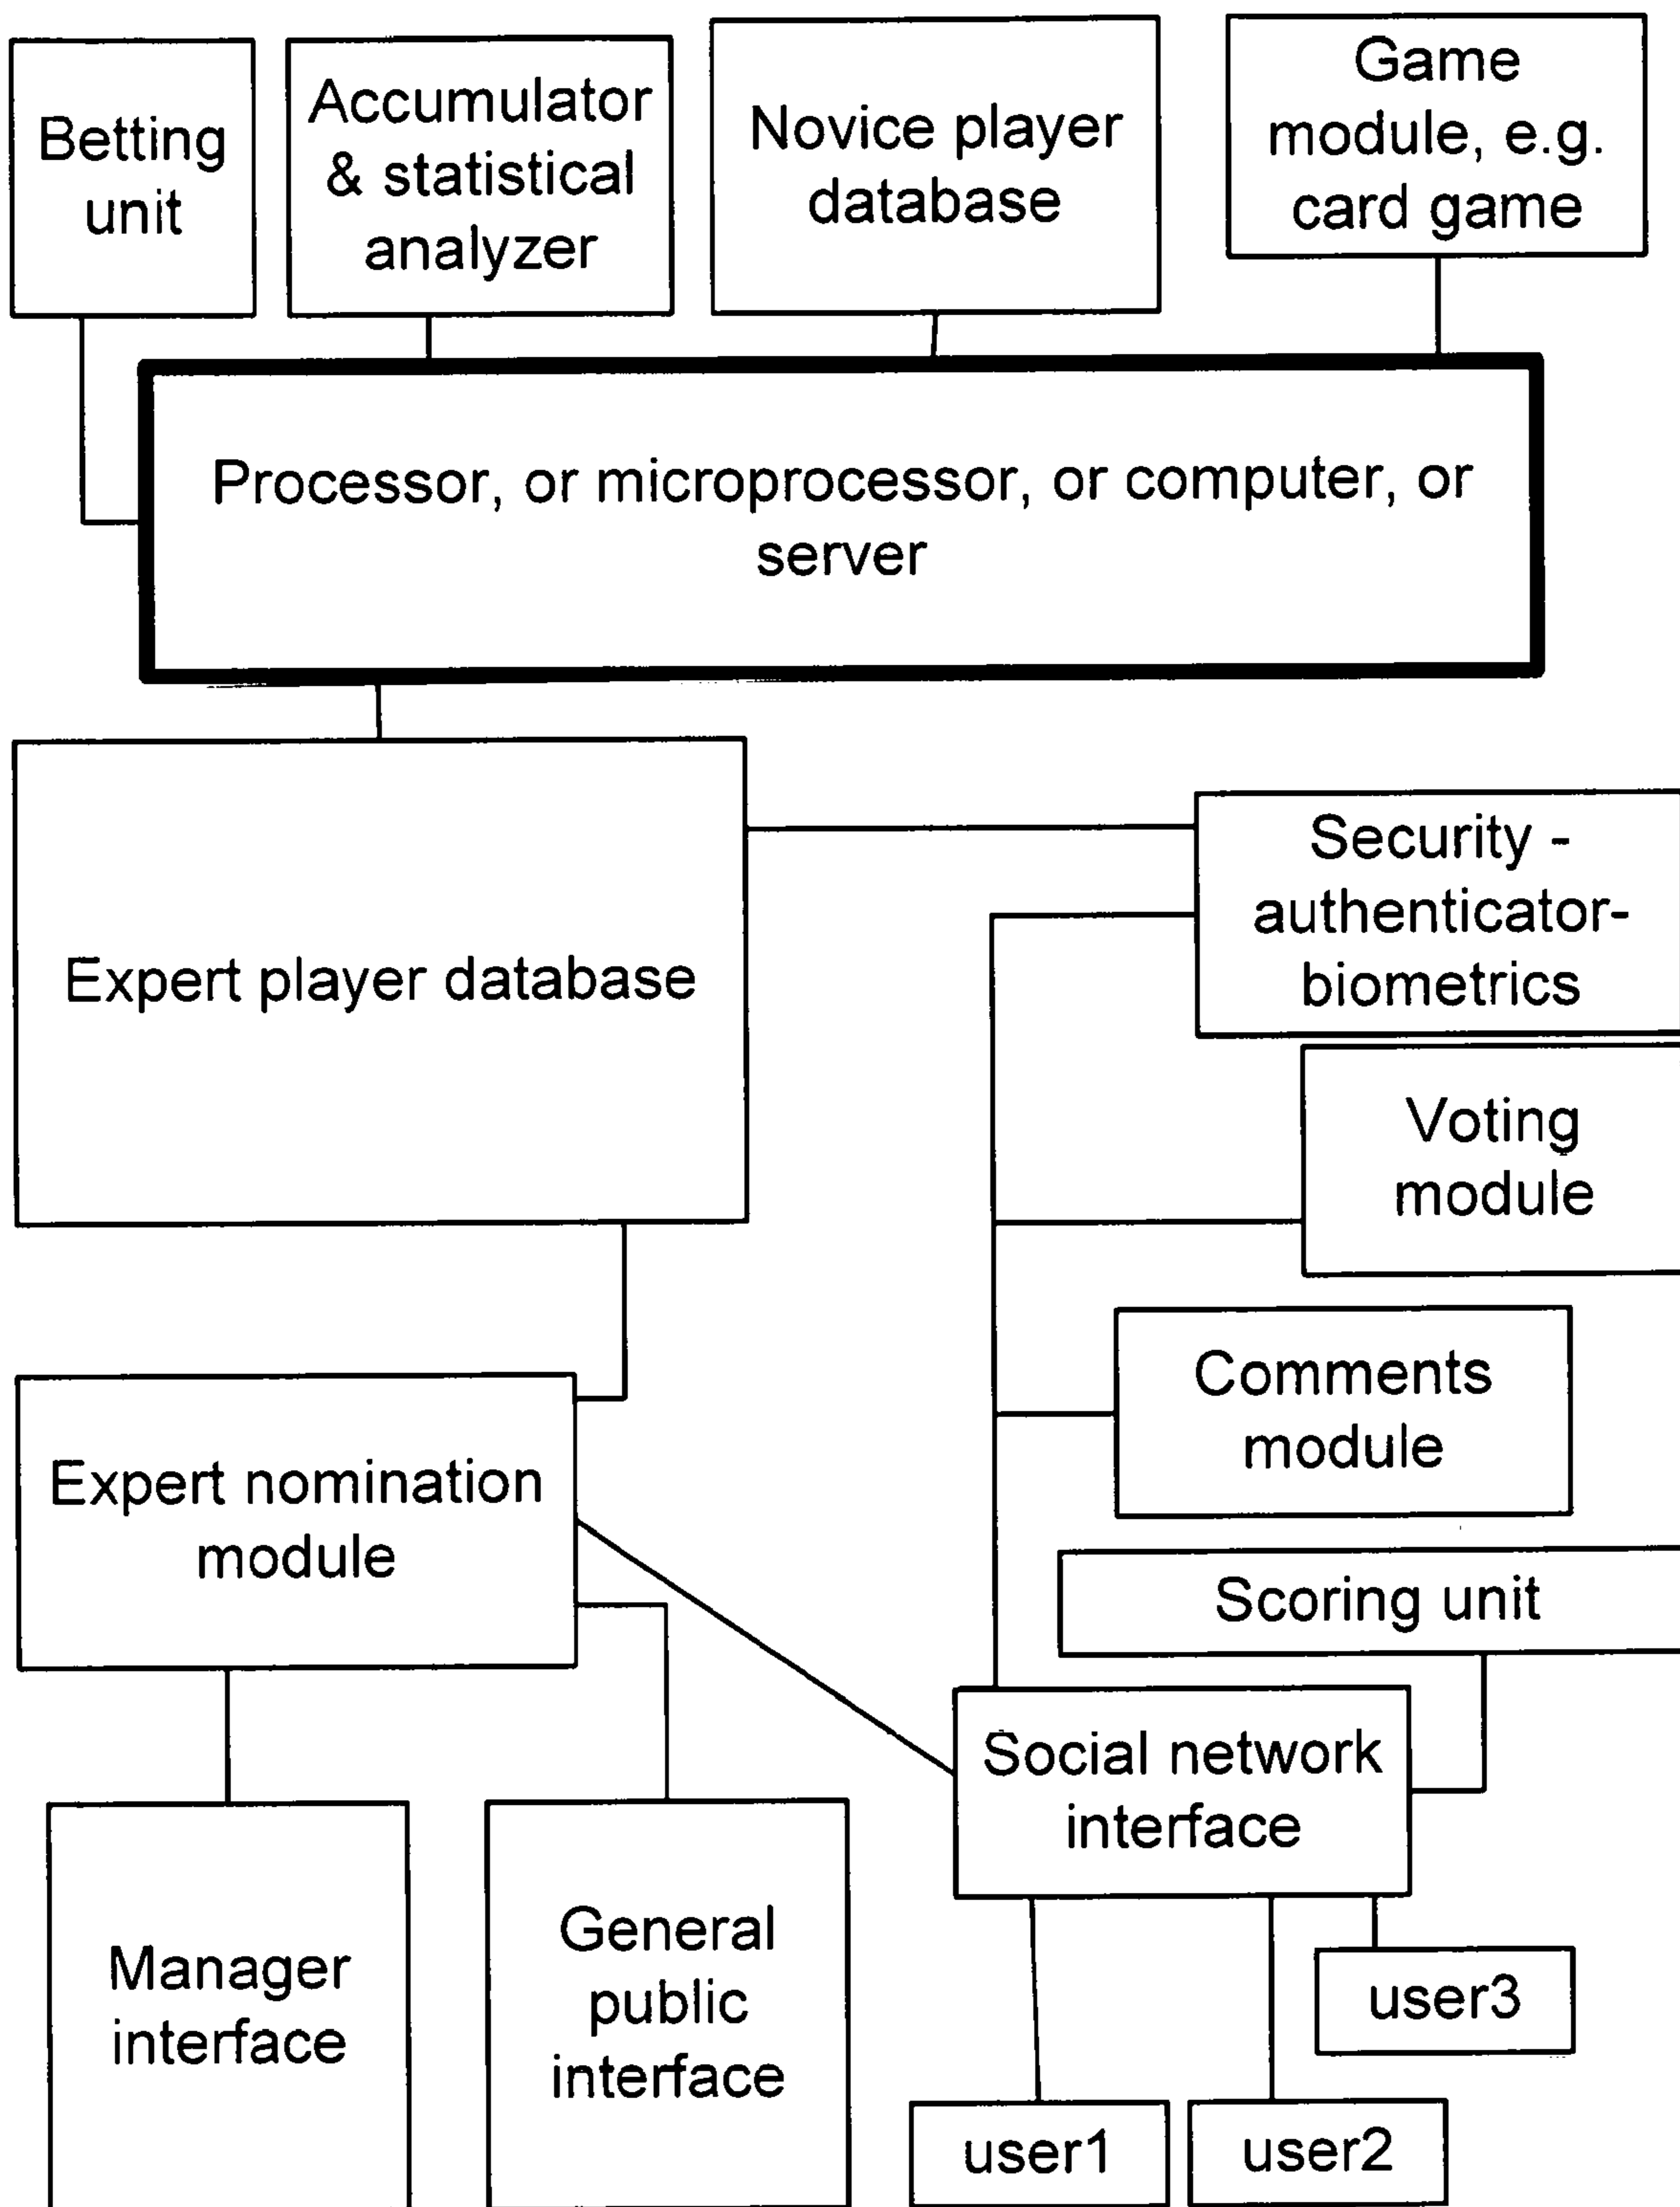 Betting
unit
Accumulator
& statistical
analyzer
Novice player
database
Game
module, e.g.
card game
Processor, or microprocessor, or computer, or
server
Expert player database
Security -
authenticator-
biometrics
Voting
module
Comments
module
Expert nomination
module
Scoring unit
Social network
interface
Manager
interface
General
public
interface
user3
user1
user2